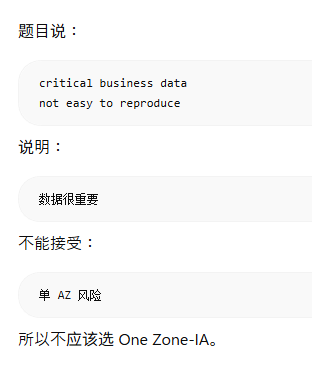 题目说：
critical business data
not easy to reproduce
说明：
数据很重要
不能接受：
单 AZ 风险
所以不应该选 One Zone-IA。